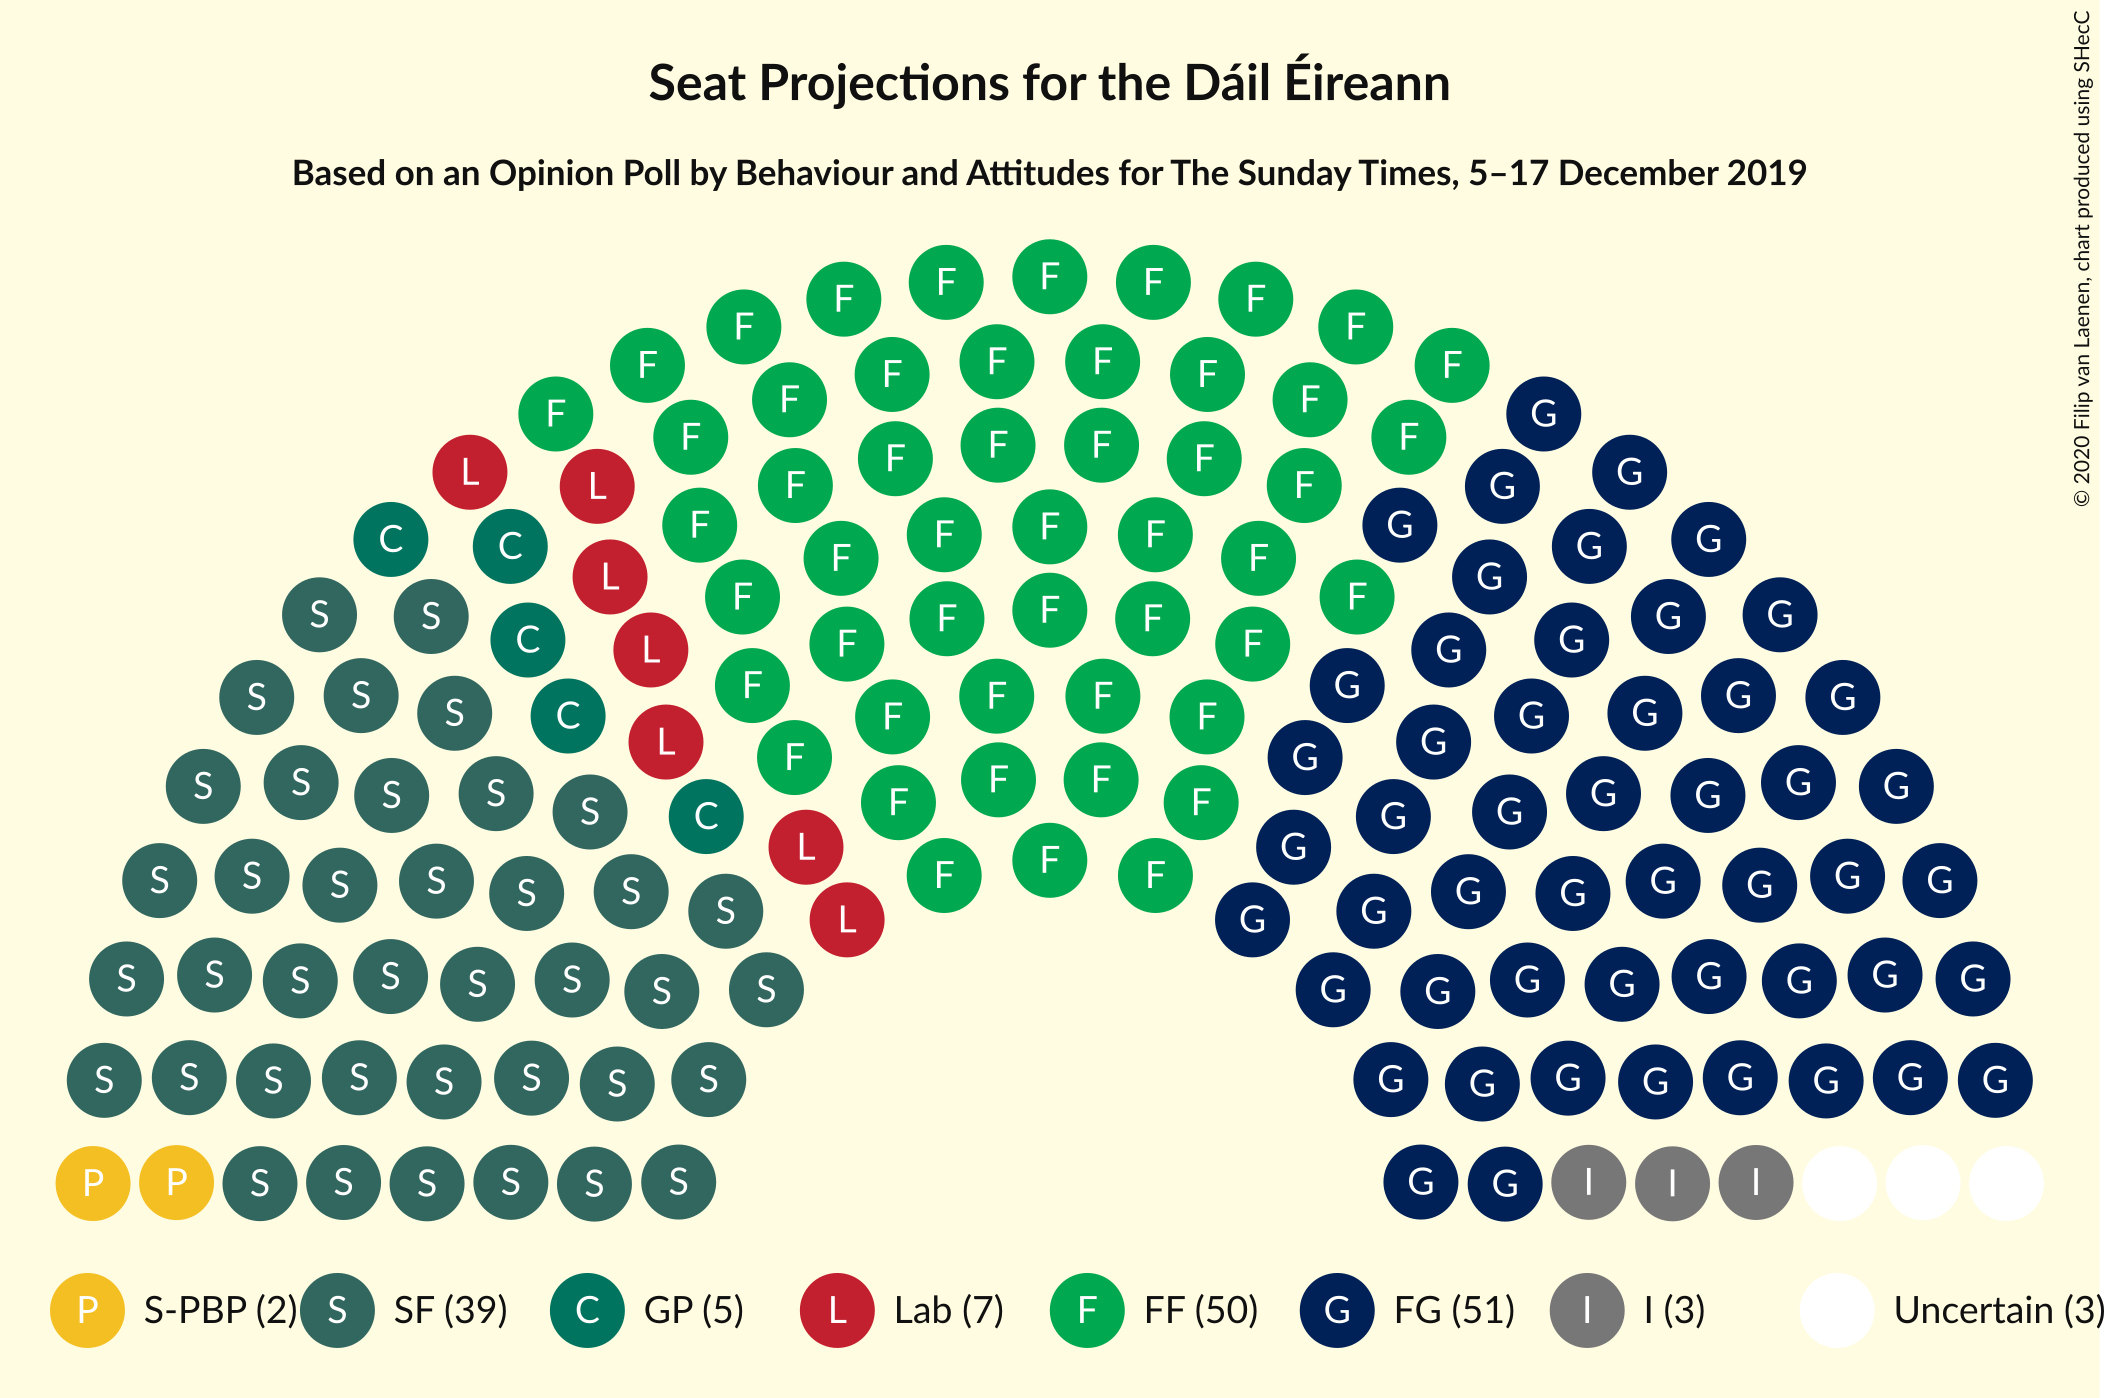 Seat Projections for the Dáil Éireann
Based on an Opinion Poll by Behaviour and Attitudes for The Sunday Times, 5–17 December 2019
© 2020 Filip van Laenen, chart produced using SHecC
F F F F F
F F F F
F F F F F F
F F F F G
L L F F F F F F G G
F F G
C C L F F F F F G G G
L F F F G
S S C F F F F F G G G
S S S C L F F F F F G G G G G G
S S S S S C F F F F F G G G G G G
S S S S S S S L F F F G G G G G G G
L G
S S S S S S S S G G G G G G G G
S S S S S S S S G G G G G G G G
P P S S S S S S G G I I I
P S-PBP (2) S SF (39) C GP (5) L Lab (7) F FF (50) G FG (51) I I (3) Uncertain (3)